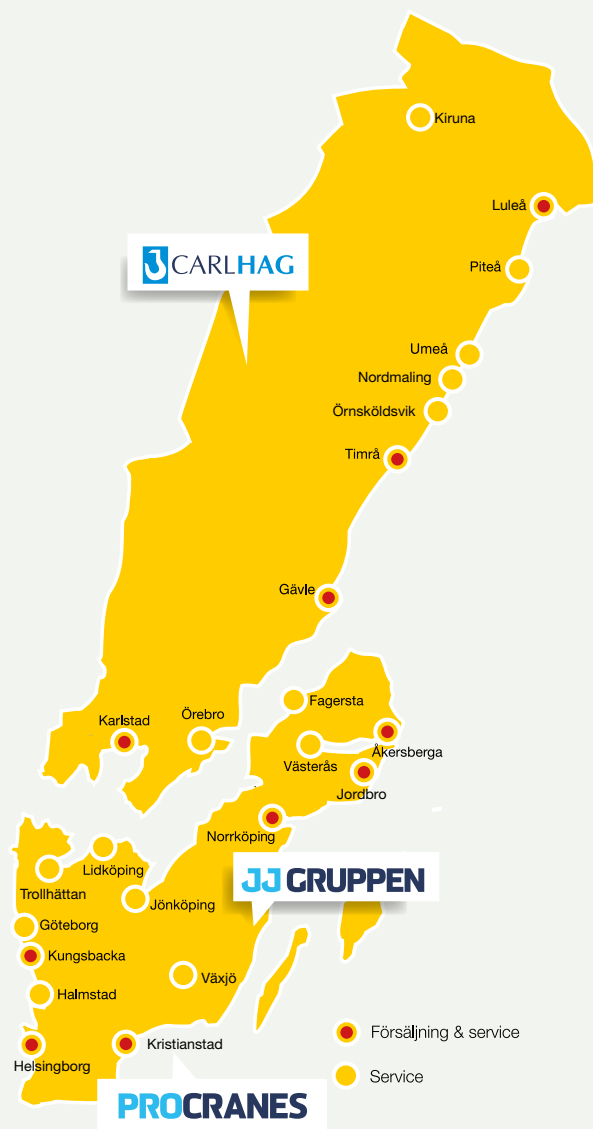 Kiruna
Luleå
CARLHAG
Piteå
Umeå
Nordmaling
Örnsköldsvik
Timrå
Gävle
Fagersta
Örebro
Karlstad
Åkersberga
Västerås
Jordbro
Norrköping
Lidköping
JJ GRUPPEN
Trollhättan
Jönköping
Göteborg
Kungsbacka
Växjö
Halmstad
Försäljning & service
Kristianstad
Helsingborg
Service
PROCRANES